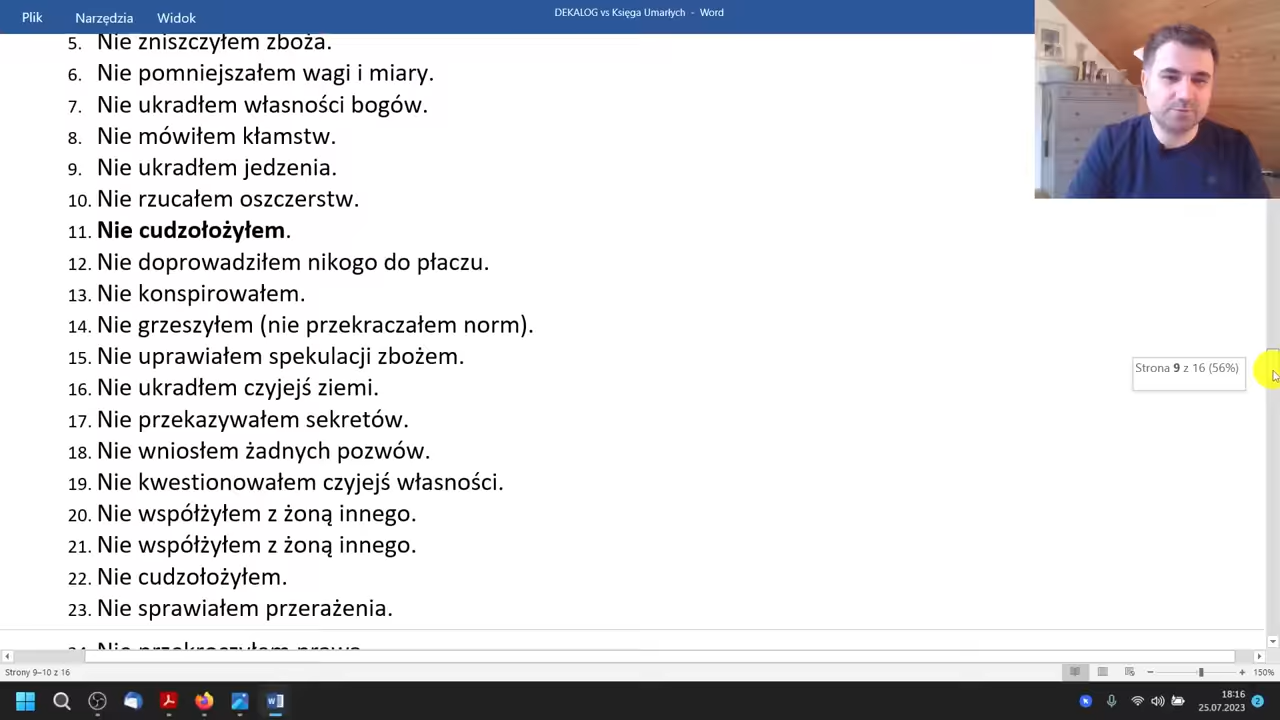 DEKALOG vs Księga Umarłych - Word
Plik Narzędzia Widok
5. Nie zniszczyłem zboża.
6. Nie pomniejszałem wagi i miary.
7. Nie ukradłem własności bogów.
8. Nie mówiłem kłamstw.
9. Nie ukradłem jedzenia.
10. Nie rzucałem oszczerstw.
11. Nie cudzołożyłem.
12. Nie doprowadziłem nikogo do płaczu.
13. Nie konspirowałem.
14. Nie grzeszyłem (nie przekraczałem norm).
15. Nie uprawiałem spekulacji zbożem.
16. Nie ukradłem czyjejś ziemi.
17. Nie przekazywałem sekretów.
18. Nie wniosłem żadnych pozwów.
19. Nie kwestionowałem czyjejś własności.
20. Nie współżyłem z żoną innego.
21. Nie współżyłem z żoną innego.
22. Nie cudzołożyłem.
23. Nie sprawiałem przerażenia.
24. Nie przekroczyłem prawa.
Strona 9 z 16 (56%)
Strony 9–10 z 16
150%
18:16
25.07.2023
2